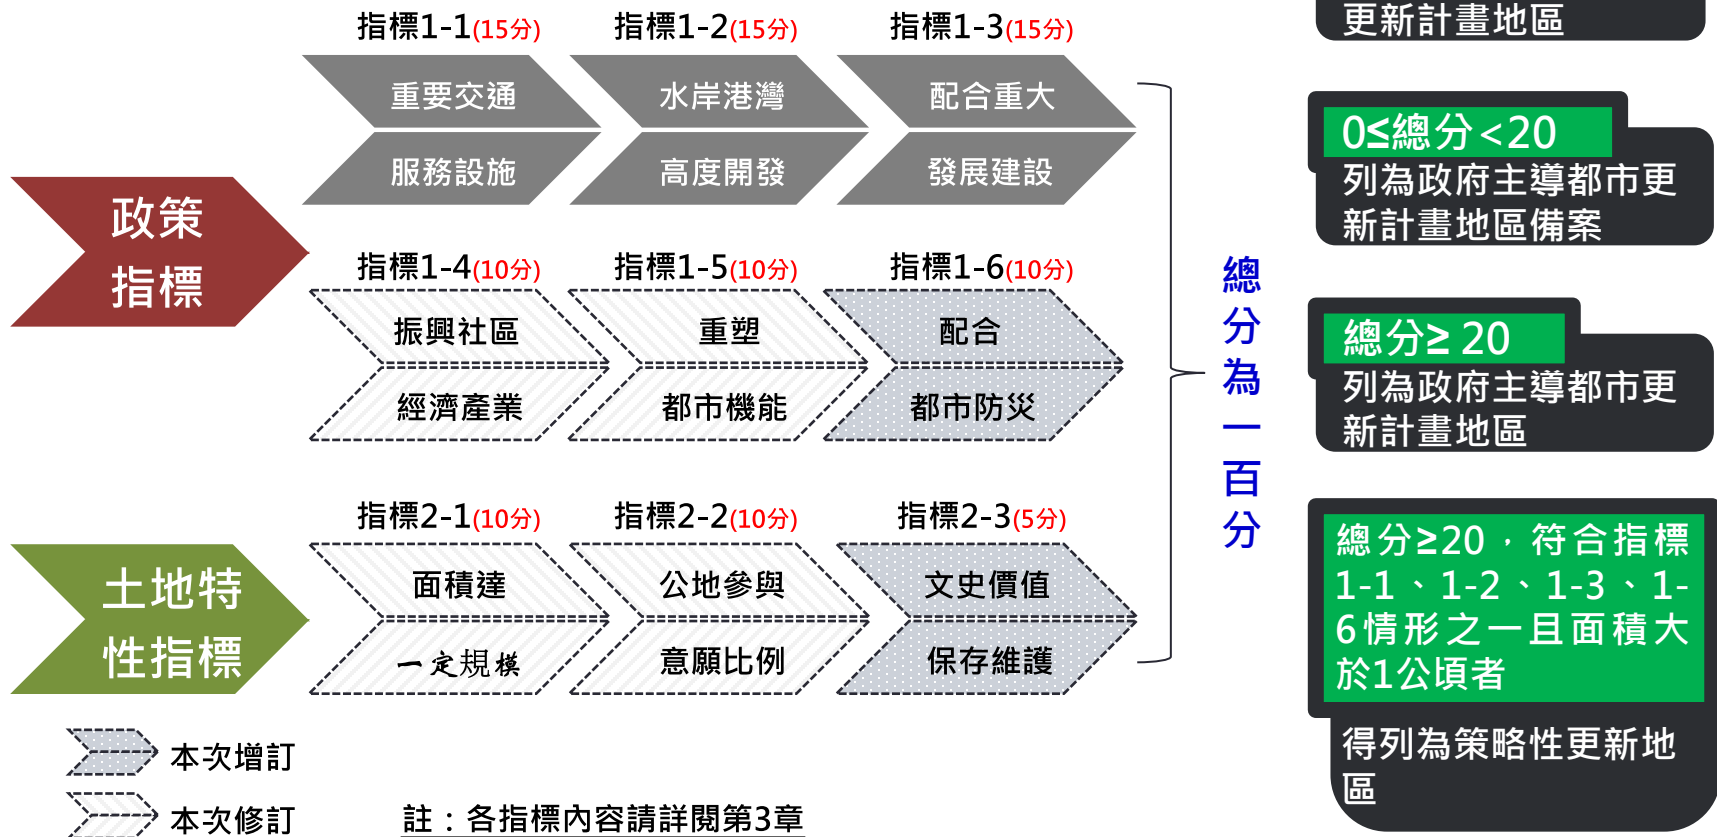 指標1-1(15分)
指標1-2(15分)
指標1-3(15分)
重要交通
服務設施
水岸港灣
高度開發
配合重大
發展建設
政策
指標
指標1-4(10分)
指標1-5(10分)
指標1-6(10分)
振興社區
經濟產業
重塑
都市機能
配合
都市防災
指標2-1(10分)
指標2-2(10分)
指標2-3(5分)
土地特
性指標
面積達
一定規模
公地參與
意願比例
文史價值
保存維護
本次增訂
本次修訂
註：各指標內容請詳閱第3章
總分為一百分
更新計畫地區
0≤總分<20
列為政府主導都市更
新計畫地區備案
總分≥ 20
列為政府主導都市更
新計畫地區
總分≥20，符合指標
1-1、1-2、1-3、1-
6情形之一且面積大
於1公頃者
得列為策略性更新地
區